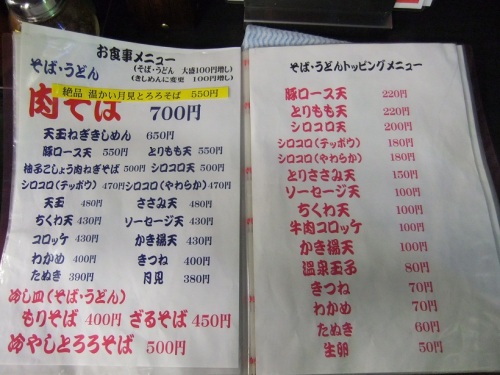 お食事メニュー
そば・うどん
(そば・うどん 大盛100円増し)
(きしめんに変更 100円増し)
絶品 温かい月見とろろそば 550円
肉そば 700円
天玉ねぎきしめん 650円
豚ロース天 550円 とりもも天 550円
柚子こしょう肉ねぎそば 500円 シロコロ天 500円
シロコロ(テッポウ) 470円 シロコロ(やわらか) 470円
天玉 480円 ささみ天 480円
ちくわ天 430円 ソーセージ天 430円
コロッケ 430円 かき揚天 430円
わかめ 400円 きつね 400円
たぬき 390円 月見 380円
冷し皿(そば・うどん)
もりそば 400円 ざるそば 450円
冷やしとろろそば 500円
そば・うどんトッピングメニュー
豚ロース天 220円
とりもも天 220円
シロコロ天 200円
シロコロ(テッポウ) 180円
シロコロ(やわらか) 180円
とりささみ天 150円
ソーセージ天 100円
ちくわ天 100円
牛肉コロッケ 100円
かき揚天 100円
温泉玉子 80円
きつね 70円
わかめ 70円
たぬき 60円
生卵 50円